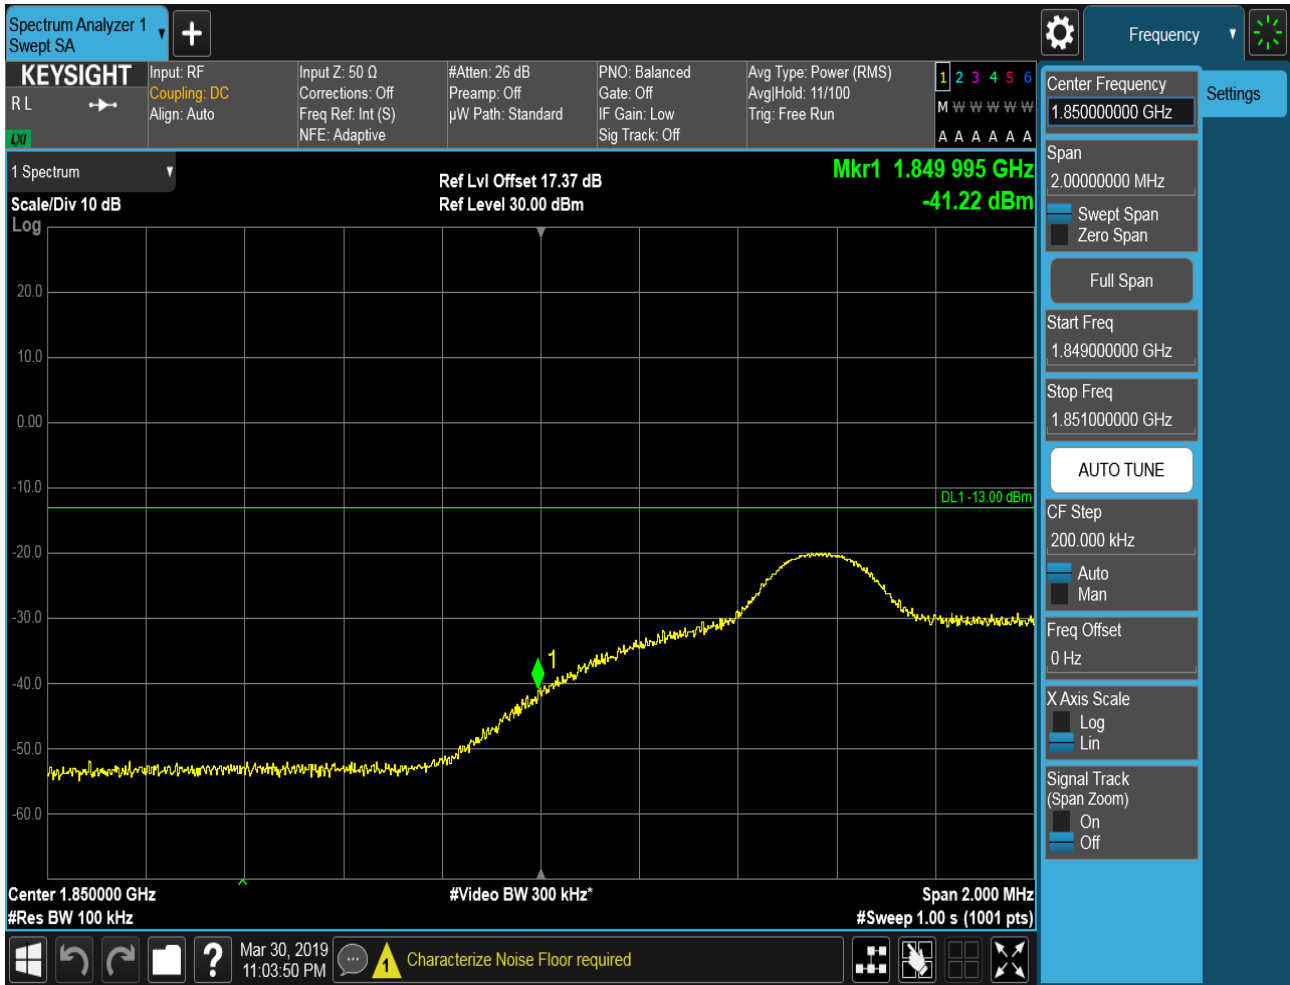 Spectrum Analyzer 1
Swept SA
Frequency
KEYSIGHT
R L
LXI
Input: RF
Coupling: DC
Align: Auto
Input Z: 50 Ω
Corrections: Off
Freq Ref: Int (S)
NFE: Adaptive
#Atten: 26 dB
Preamp: Off
µW Path: Standard
PNO: Balanced
Gate: Off
IF Gain: Low
Sig Track: Off
Avg Type: Power (RMS)
Avg|Hold: 11/100
Trig: Free Run
1 2 3 4 5 6
M W W W W W
A A A A A A
1 Spectrum
Scale/Div 10 dB
Log
Ref Lvl Offset 17.37 dB
Ref Level 30.00 dBm
Mkr1 1.849 995 GHz
-41.22 dBm
20.0
10.0
0.00
-10.0
DL1 -13.00 dBm
-20.0
-30.0
1
-40.0
-50.0
-60.0
Center 1.850000 GHz
#Res BW 100 kHz
#Video BW 300 kHz*
Span 2.000 MHz
#Sweep 1.00 s (1001 pts)
?
Mar 30, 2019
11:03:50 PM
1
Characterize Noise Floor required
Center Frequency
1.850000000 GHz
Settings
Span
2.00000000 MHz
Swept Span
Zero Span
Full Span
Start Freq
1.849000000 GHz
Stop Freq
1.851000000 GHz
AUTO TUNE
CF Step
200.000 kHz
Auto
Man
Freq Offset
0 Hz
X Axis Scale
Log
Lin
Signal Track
(Span Zoom)
On
Off